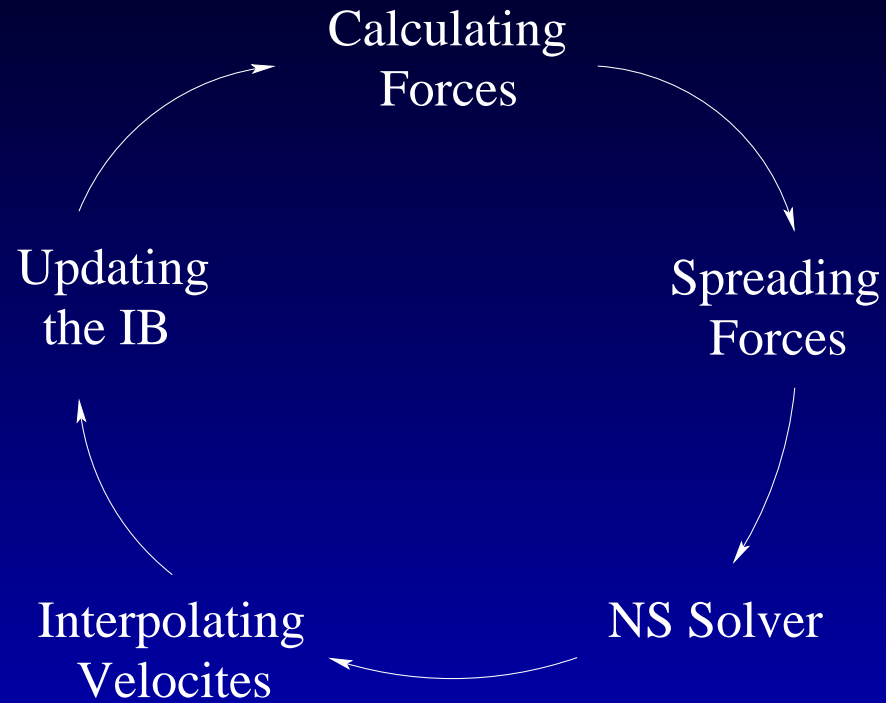 Calculating
Forces
Spreading
Forces
NS Solver
Interpolating
Velocites
Updating
the IB